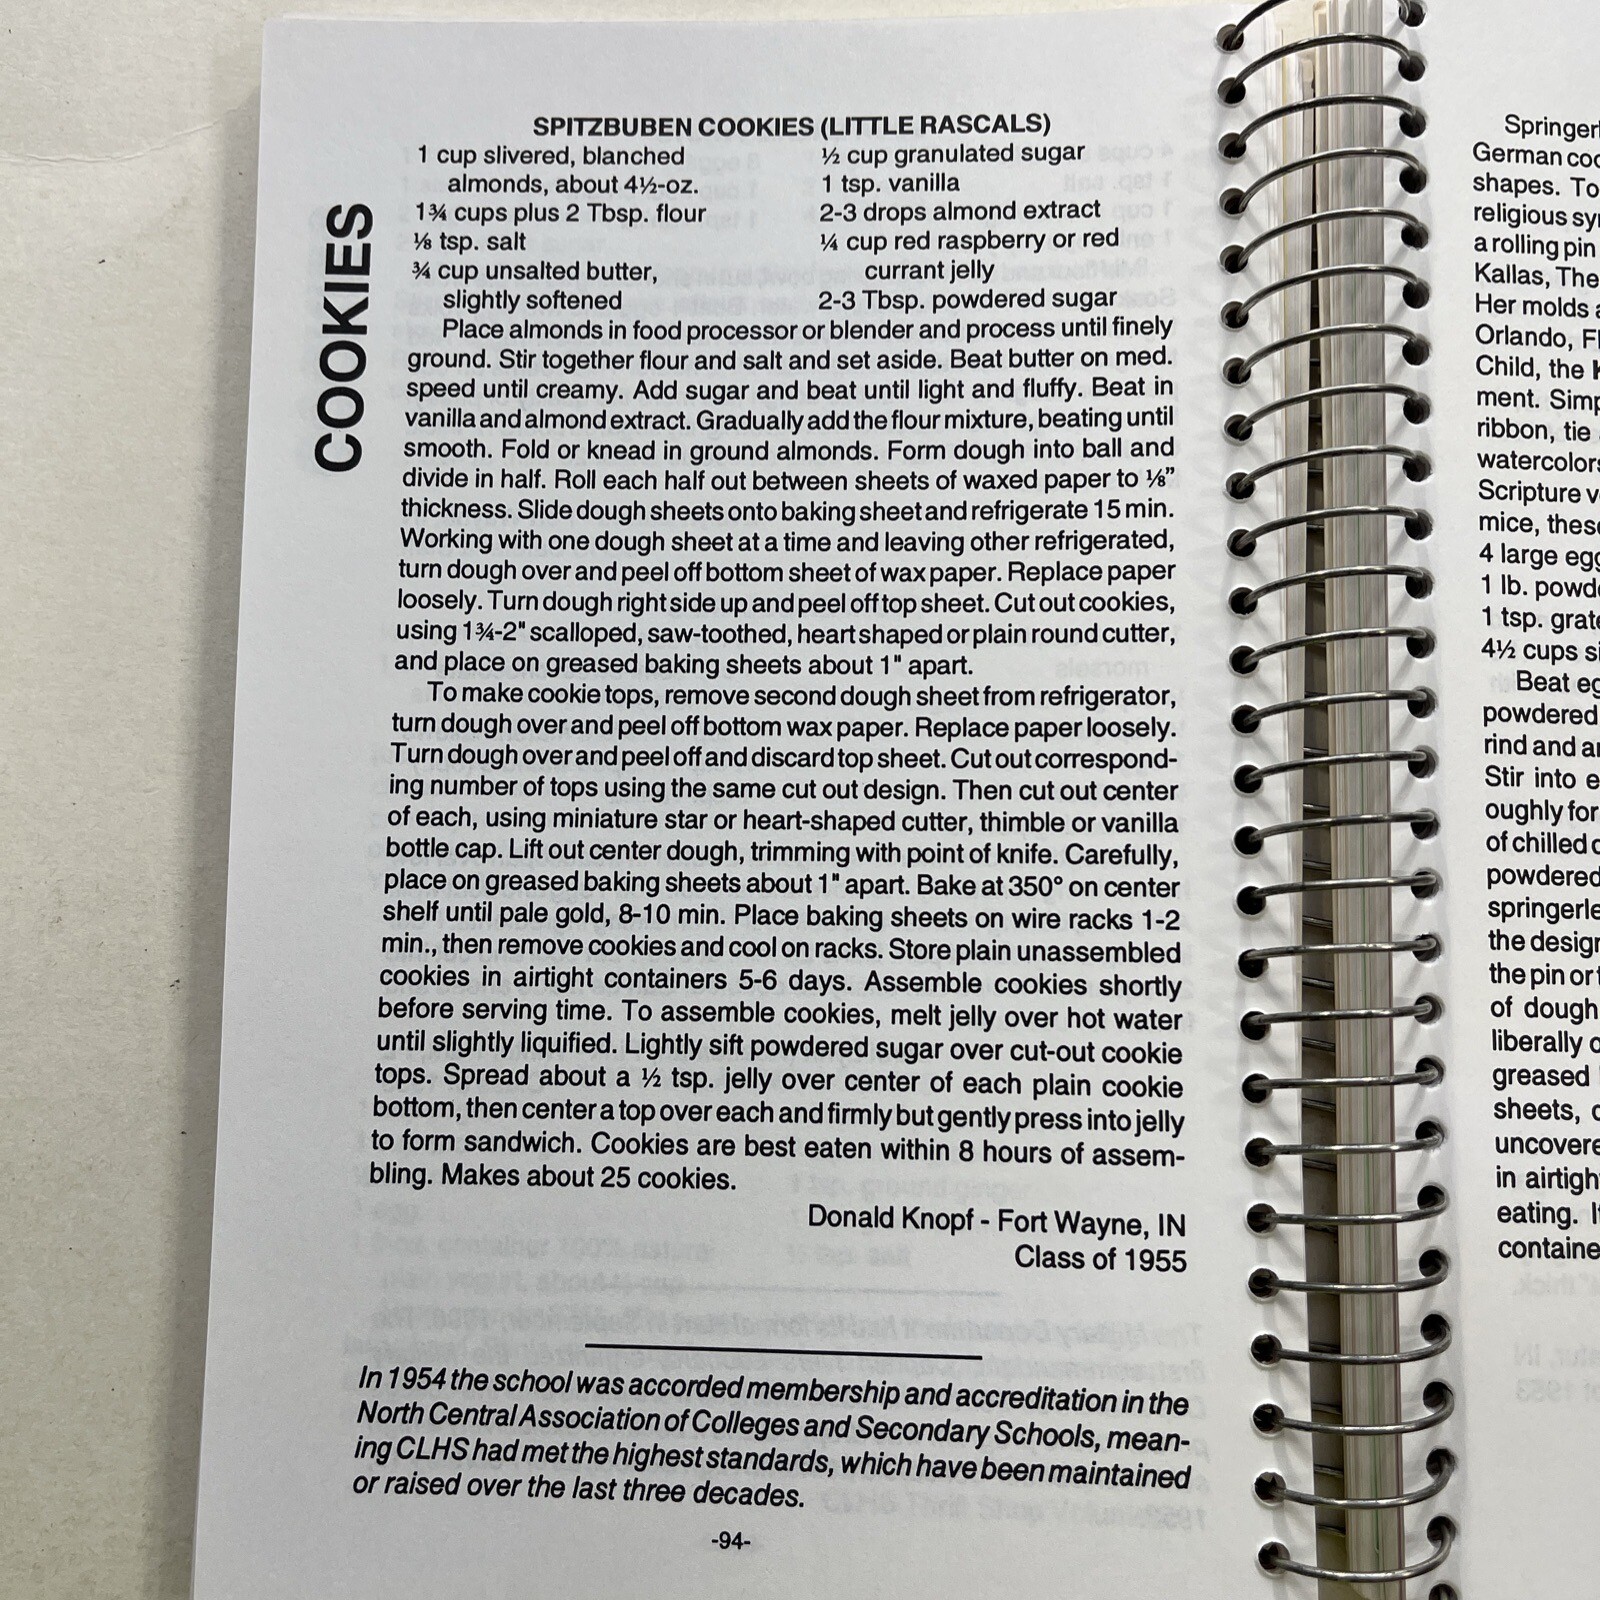 SPITZBUBEN COOKIES (LITTLE RASCALS)
1 cup slivered, blanched
almonds, about 4½-oz.
1¾ cups plus 2 Tbsp. flour
⅛ tsp. salt
¾ cup unsalted butter,
slightly softened
½ cup granulated sugar
1 tsp. vanilla
2-3 drops almond extract
¼ cup red raspberry or red
currant jelly
2-3 Tbsp. powdered sugar
COOKIES
Place almonds in food processor or blender and process until finely
ground. Stir together flour and salt and set aside. Beat butter on med.
speed until creamy. Add sugar and beat until light and fluffy. Beat in
vanilla and almond extract. Gradually add the flour mixture, beating until
smooth. Fold or knead in ground almonds. Form dough into ball and
divide in half. Roll each half out between sheets of waxed paper to ⅛”
thickness. Slide dough sheets onto baking sheet and refrigerate 15 min.
Working with one dough sheet at a time and leaving other refrigerated,
turn dough over and peel off bottom sheet of wax paper. Replace paper
loosely. Turn dough right side up and peel off top sheet. Cut out cookies,
using 1¾-2" scalloped, saw-toothed, heart shaped or plain round cutter,
and place on greased baking sheets about 1" apart.
To make cookie tops, remove second dough sheet from refrigerator,
turn dough over and peel off bottom wax paper. Replace paper loosely.
Turn dough over and peel off and discard top sheet. Cut out correspond-
ing number of tops using the same cut out design. Then cut out center
of each, using miniature star or heart-shaped cutter, thimble or vanilla
bottle cap. Lift out center dough, trimming with point of knife. Carefully,
place on greased baking sheets about 1" apart. Bake at 350° on center
shelf until pale gold, 8-10 min. Place baking sheets on wire racks 1-2
min., then remove cookies and cool on racks. Store plain unassembled
cookies in airtight containers 5-6 days. Assemble cookies shortly
before serving time. To assemble cookies, melt jelly over hot water
until slightly liquified. Lightly sift powdered sugar over cut-out cookie
tops. Spread about a ½ tsp. jelly over center of each plain cookie
bottom, then center a top over each and firmly but gently press into jelly
to form sandwich. Cookies are best eaten within 8 hours of assem-
bling. Makes about 25 cookies.
Donald Knopf - Fort Wayne, IN
Class of 1955
In 1954 the school was accorded membership and accreditation in the
North Central Association of Colleges and Secondary Schools, mean-
ing CLHS had met the highest standards, which have been maintained
or raised over the last three decades.
-94-
German
shapes. To
religious
a rolling pin
Kallas, The
Her molds
Orlando,
Child, the
ment.
ribbon, tie
Scripture
mice, these
4 large
1 lb.
1 tsp.
4½ cups
Beat
powdered
rind and
Stir into
oughly for
of chilled
powdered
the design
the pin or
of dough
liberally
greased
sheets,
in
eating.